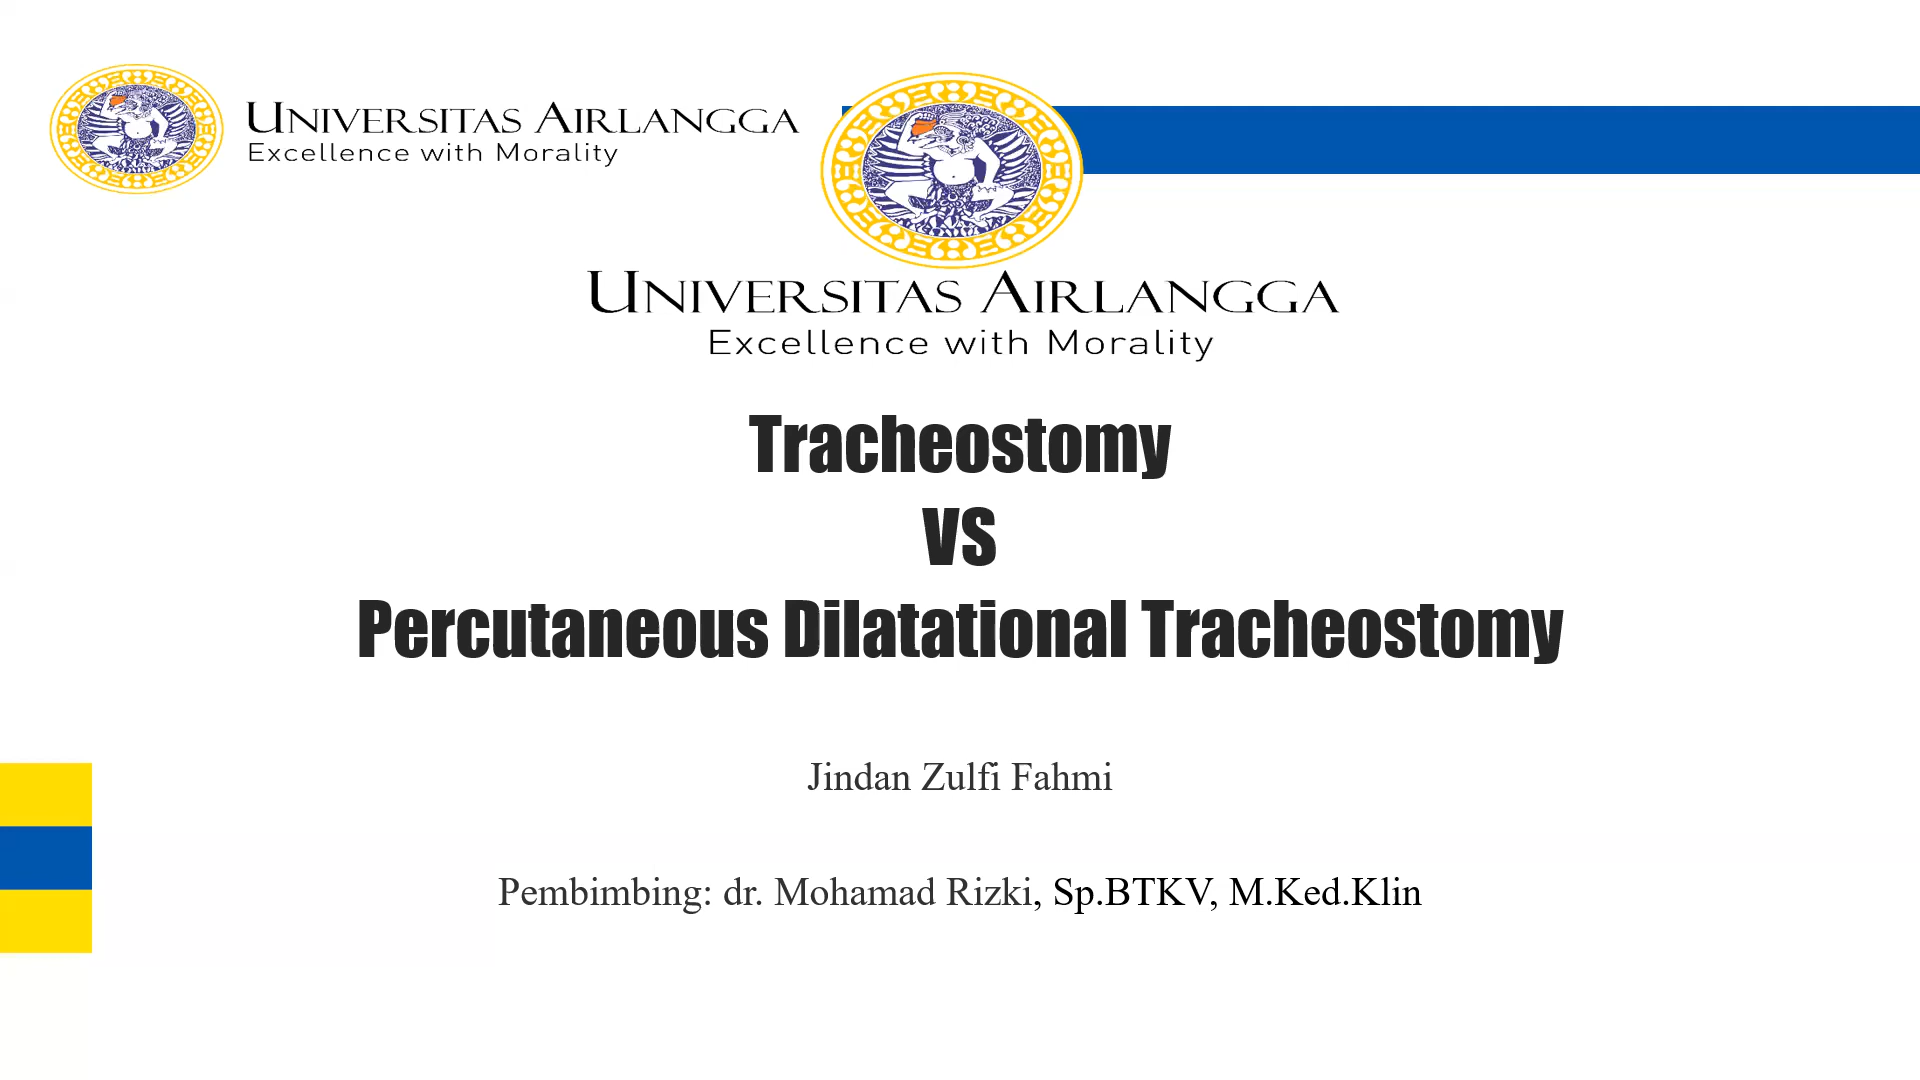 UNIVERSITAS AIRLANGGA
Excellence with Morality
UNIVERSITAS AIRLANGGA
Excellence with Morality
Tracheostomy
VS
Percutaneous Dilatational Tracheostomy
Jindan Zulfi Fahmi
Pembimbing: dr. Mohamad Rizki, Sp.BTKV, M.Ked.Klin